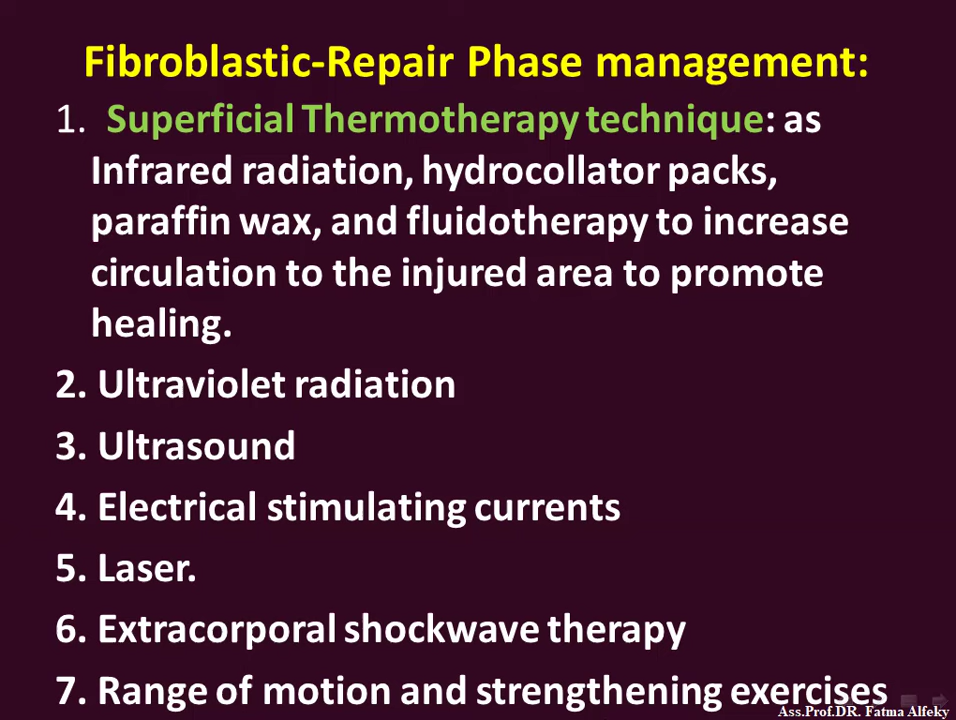 Fibroblastic-Repair Phase management:
1. Superficial Thermotherapy technique: as
Infrared radiation, hydrocollator packs,
paraffin wax, and fluidotherapy to increase
circulation to the injured area to promote
healing.
2. Ultraviolet radiation
3. Ultrasound
4. Electrical stimulating currents
5. Laser.
6. Extracorporal shockwave therapy
7. Range of motion and strengthening exercises
Ass.Prof.DR. Fatma Alfeky